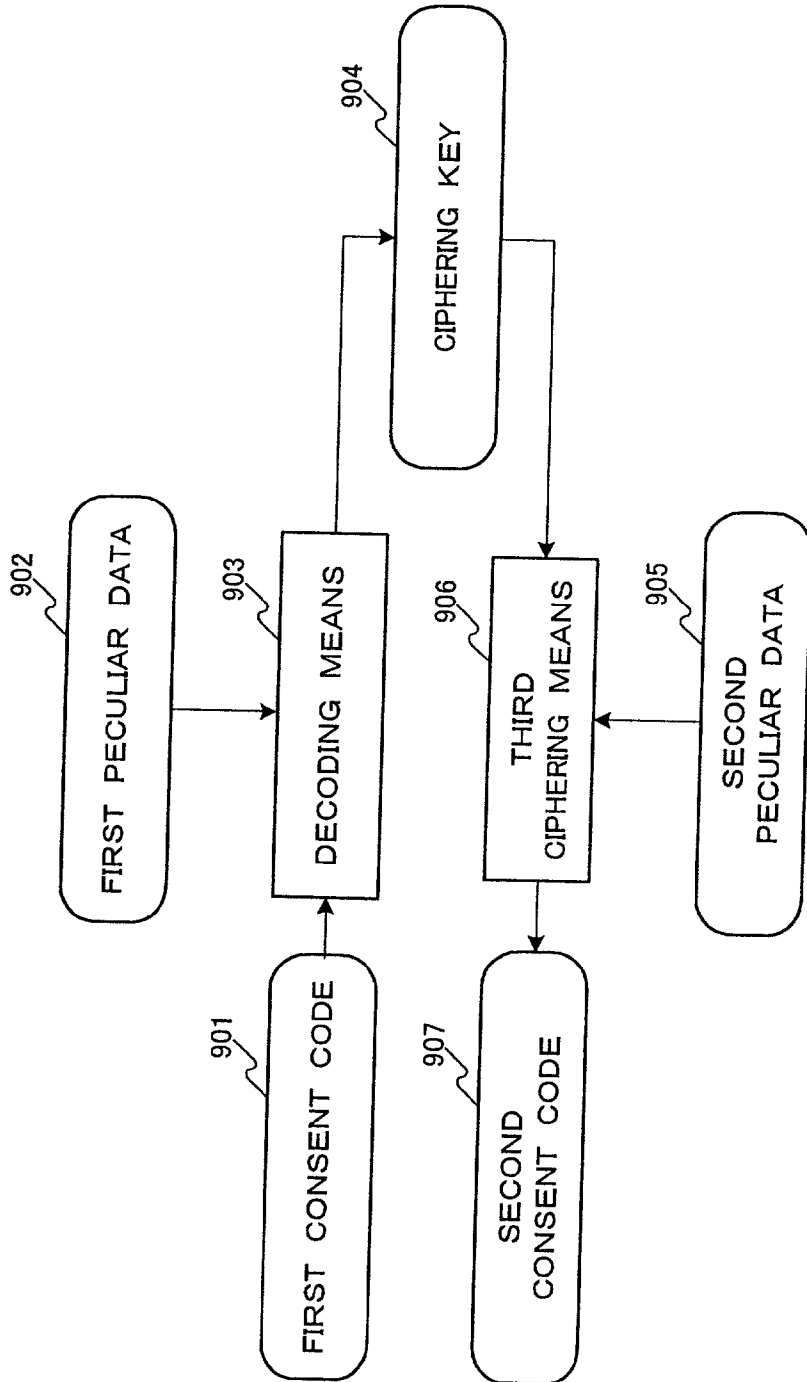 902
FIRST PECULIAR DATA
901
FIRST CONSENT CODE
903
DECODING MEANS
904
CIPHERING KEY
907
SECOND
CONSENT CODE
906
THIRD
CIPHERING MEANS
905
SECOND
PECULIAR DATA